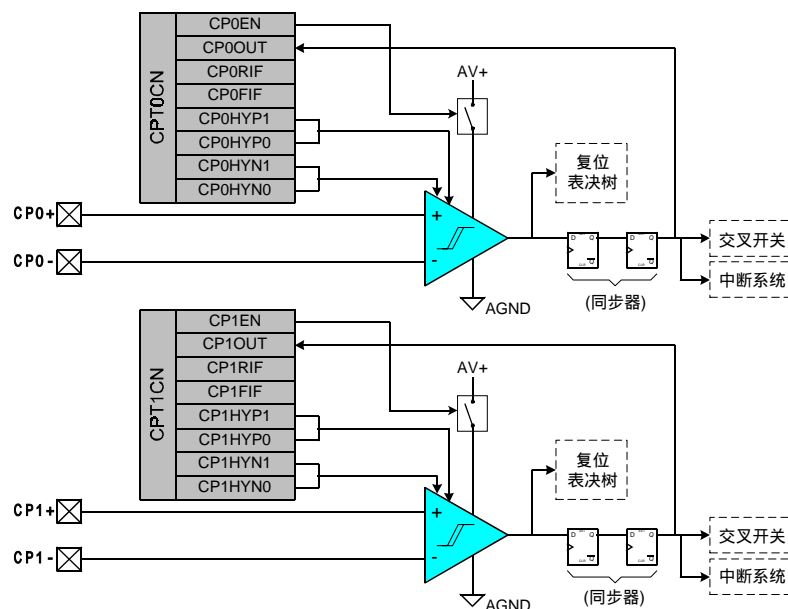 CPT0CN
CP0EN
CP0OUT
CP0RIF
CP0FIF
CP0HYP1
CP0HYP0
CP0HYN1
CP0HYN0
AV+
复位
表决树
CP0+
+
CP0-
-
D Q
Q
D Q
Q
交叉开关
中断系统
(同步器)
AGND
CPT1CN
CP1EN
CP1OUT
CP1RIF
CP1FIF
CP1HYP1
CP1HYP0
CP1HYN1
CP1HYN0
AV+
复位
表决树
CP1+
+
CP1-
-
D Q
Q
D Q
Q
交叉开关
中断系统
(同步器)
AGND